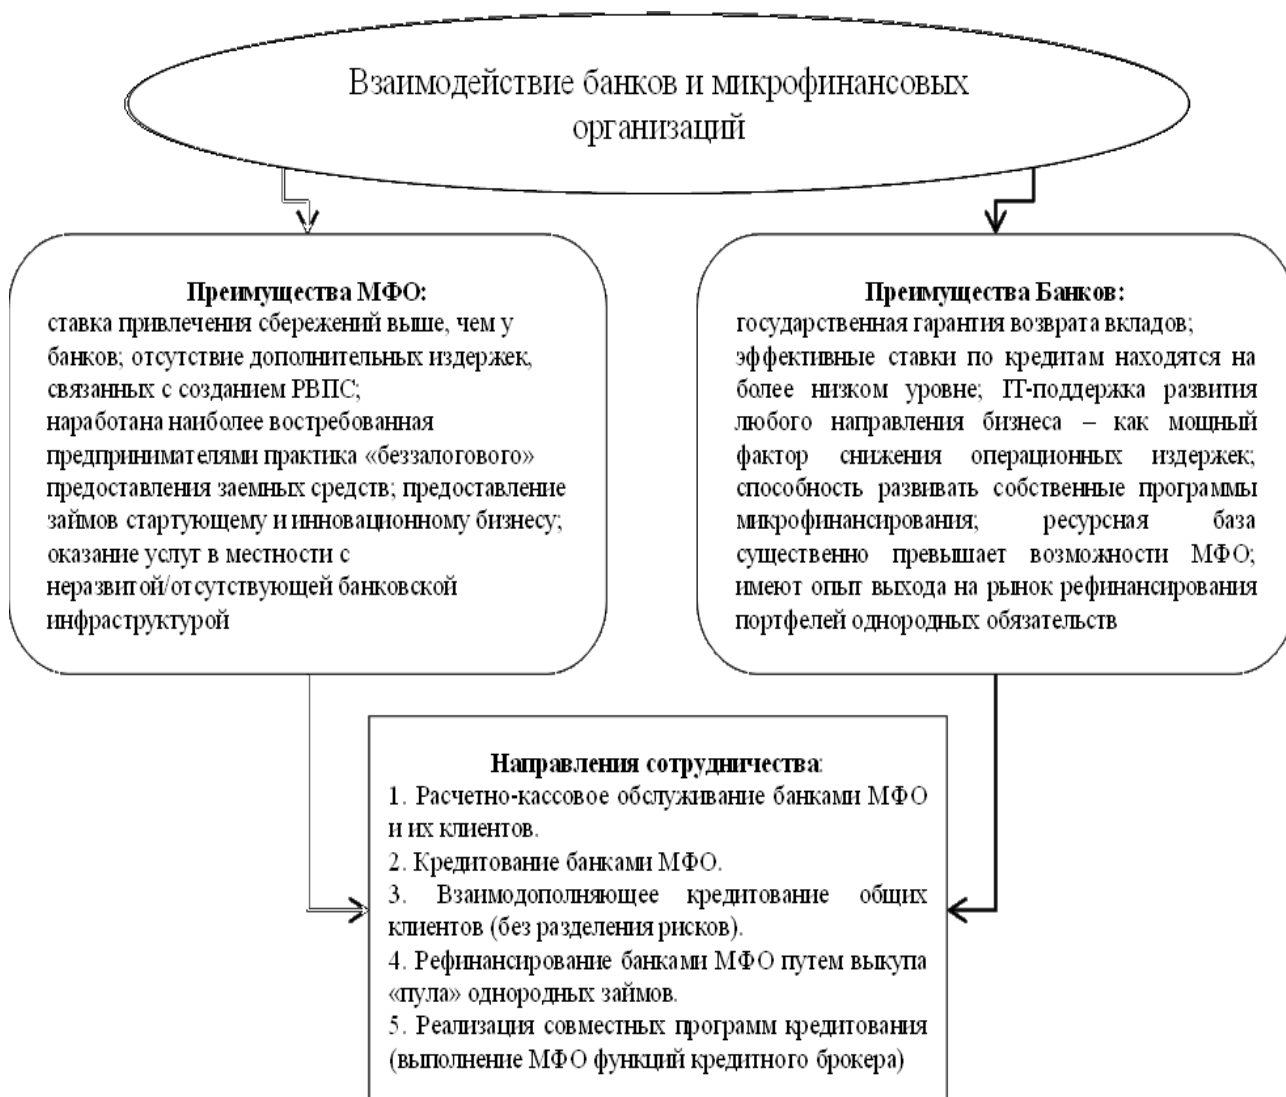 Взаимодействие банков и микрофинансовых
организаций
Преимущества МФО:
ставка привлечения сбережений выше, чем у
банков; отсутствие дополнительных издержек,
связанных с созданием РВПС;
наработана наиболее востребованная
предпринимателями практика «беззалогового»
предоставления заемных средств; предоставление
займов стартующему и инновационному бизнесу;
оказание услуг в местности с
неразвитой/отсутствующей банковской
инфраструктурой
Преимущества Банков:
государственная гарантия возврата вкладов;
эффективные ставки по кредитам находятся на
более низком уровне; IT-поддержка развития
любого направления бизнеса – как мощный
фактор снижения операционных издержек;
способность развивать собственные программы
микрофинансирования; ресурсная база
существенно превышает возможности МФО;
имеют опыт выхода на рынок рефинансирования
портфелей однородных обязательств
Направления сотрудничества:
1. Расчетно-кассовое обслуживание банками МФО
и их клиентов.
2. Кредитование банками МФО.
3. Взаимодополняющее кредитование общих
клиентов (без разделения рисков).
4. Рефинансирование банками МФО путем выкупа
«пула» однородных займов.
5. Реализация совместных программ кредитования
(выполнение МФО функций кредитного брокера)